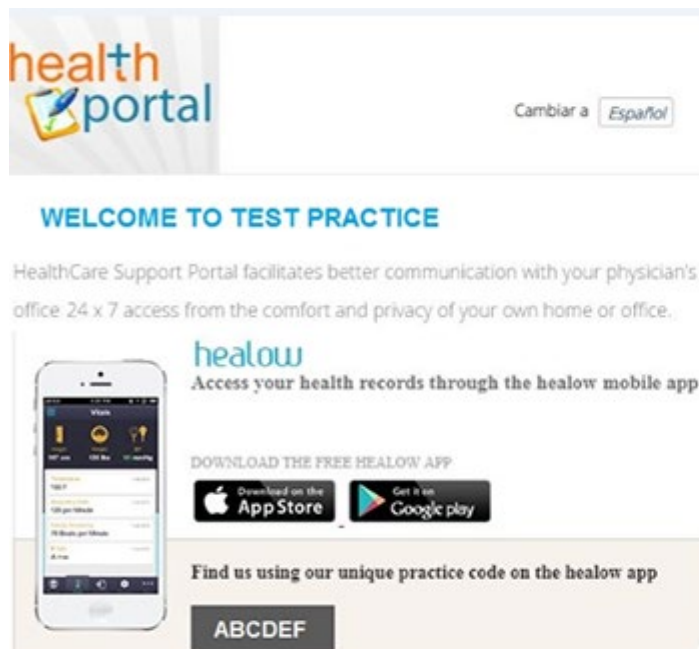 health
portal
Cambiar a Español
WELCOME TO TEST PRACTICE
HealthCare Support Portal facilitates better communication with your physician's
office 24 x 7 access from the comfort and privacy of your own home or office.
healow
Access your health records through the healow mobile app
Vitals
DOWNLOAD THE FREE HEALOW APP
Download on the
App Store
Get it on
Google play
Find us using our unique practice code on the healow app
ABCDEF